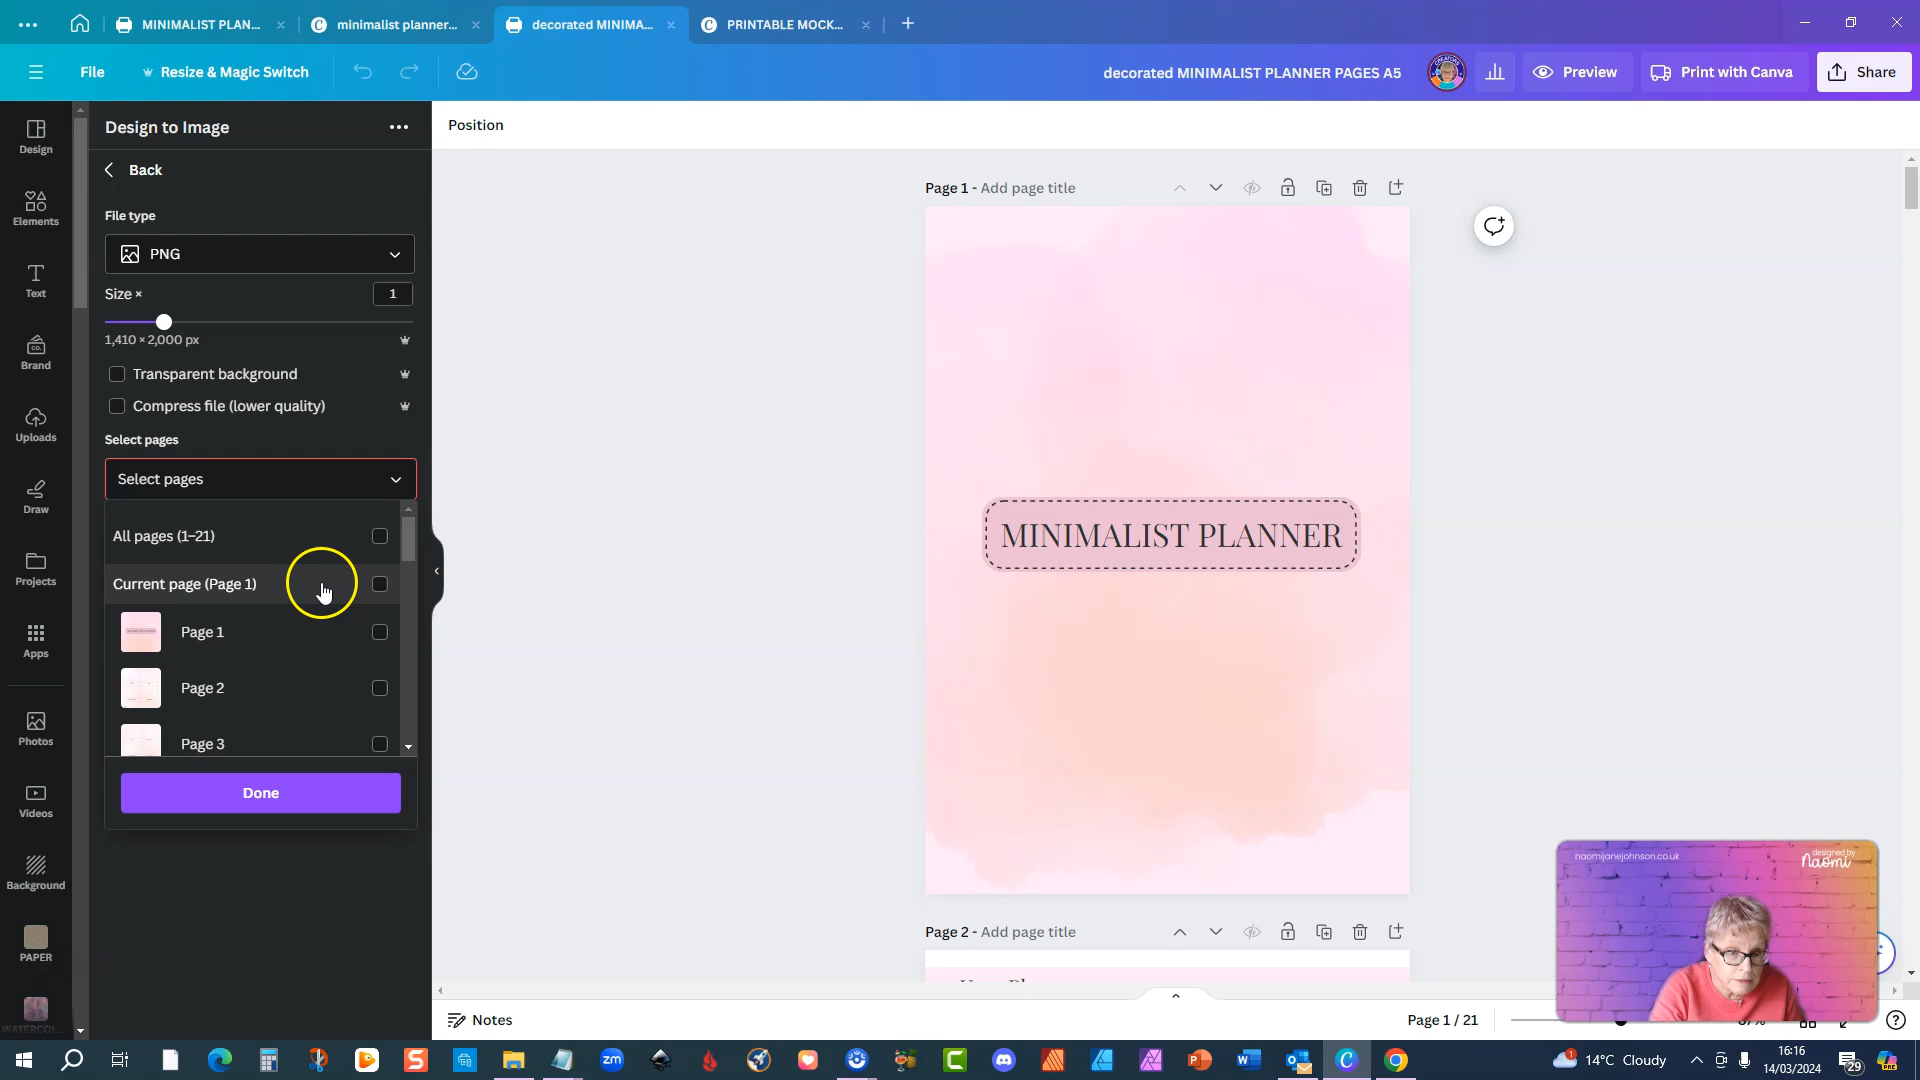 MINIMALIST PLAN...
minimalist planner...
decorated MINIMA...
PRINTABLE MOCK...
File
Resize & Magic Switch
decorated MINIMALIST PLANNER PAGES A5
Preview
Print with Canva
Share
Design
Elements
Text
Brand
Uploads
Draw
Projects
Apps
Photos
Videos
Background
PAPER
Design to Image
Back
File type
PNG
Size ×
1
1,410 × 2,000 px
Transparent background
Compress file (lower quality)
Select pages
Select pages
All pages (1–21)
Current page (Page 1)
Page 1
Page 2
Page 3
Done
Position
Page 1 - Add page title
MINIMALIST PLANNER
Page 2 - Add page title
naomijanejohnson.co.uk
designed by
Naomi
Notes
Page 1 / 21
14°C Cloudy
16:16
14/03/2024
29